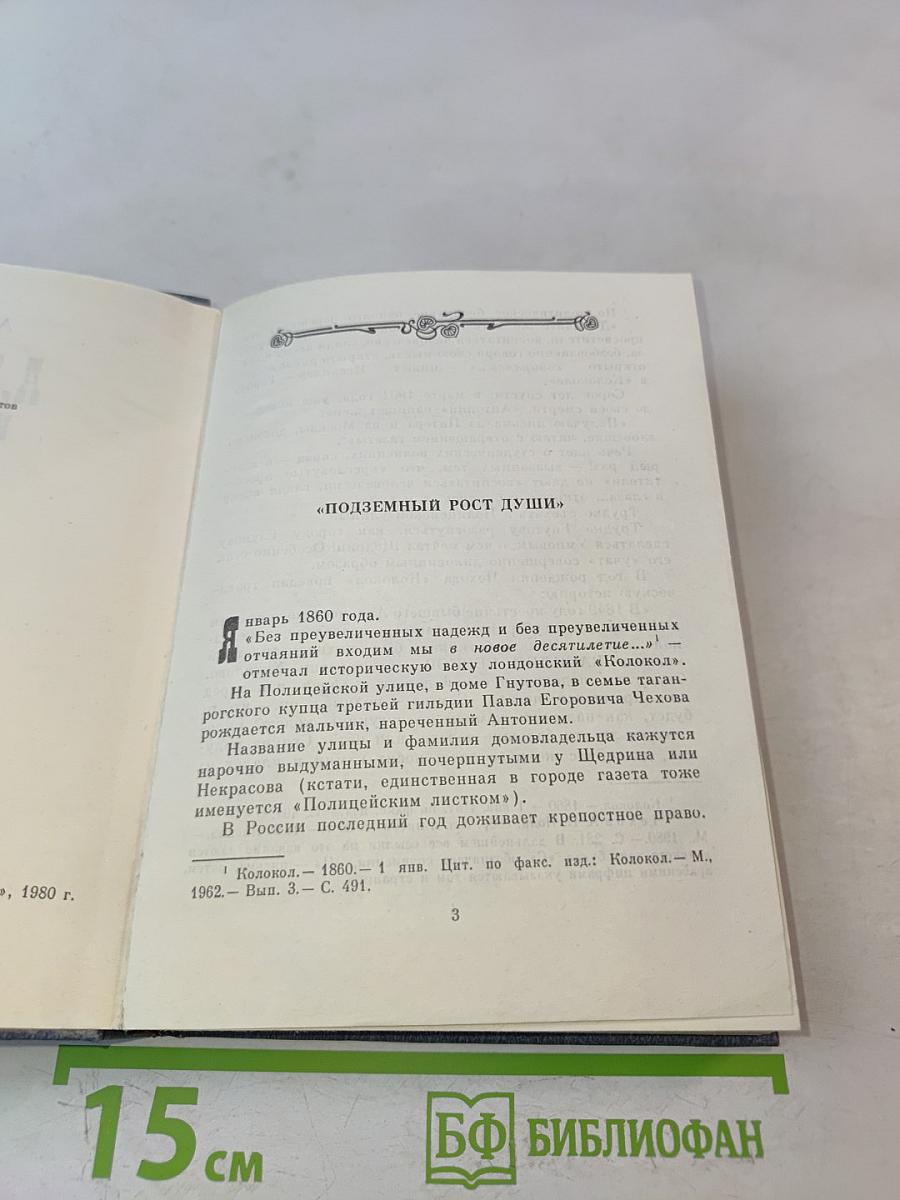 тов
», 1980 г.
«ПОДЗЕМНЫЙ РОСТ ДУШИ»
Январь 1860 года.
«Без преувеличенных надежд и без преувеличенных
отчаяний входим мы в новое десятилетие...»¹ —
отмечал историческую веху лондонский «Колокол».
На Полицейской улице, в доме Гнутова, в семье таган-
рогского купца третьей гильдии Павла Егоровича Чехова
рождается мальчик, нареченный Антонием.
Название улицы и фамилия домовладельца кажутся
нарочно выдуманными, почерпнутыми у Щедрина или
Некрасова (кстати, единственная в городе газета тоже
именуется «Полицейским листком»).
В России последний год доживает крепостное право.
¹ Колокол.— 1860.— 1 янв. Цит. по факс. изд.: Колокол.— М.,
1962.— Вып. 3.— С. 491.
3
15 см
БФ БИБЛИОФАН